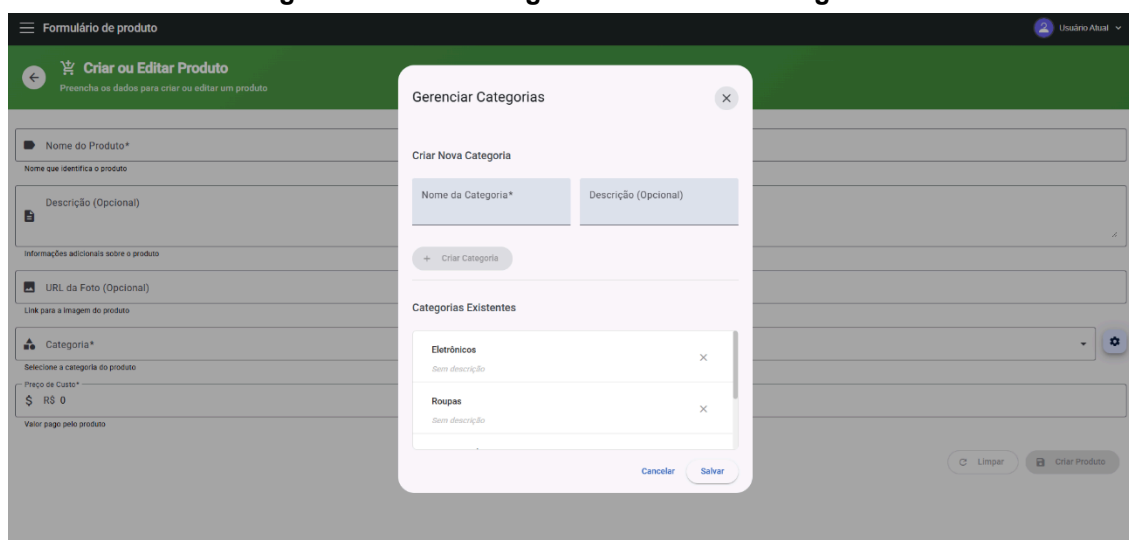 Formulário de produto
Usuário Atual
Criar ou Editar Produto
Preencha os dados para criar ou editar um produto
Gerenciar Categorias
Nome do Produto*
Nome que identifica o produto
Criar Nova Categoria
Descrição (Opcional)
Nome da Categoria*
Descrição (Opcional)
Informações adicionais sobre o produto
+ Criar Categoria
URL da Foto (Opcional)
Link para a imagem do produto
Categorias Existentes
Categoria*
Selecione a categoria do produto
Eletrônicos
Sem descrição
Preço de Custo*
$ R$ 0
Valor pago pelo produto
Roupas
Sem descrição
Cancelar
Salvar
Limpar
Criar Produto